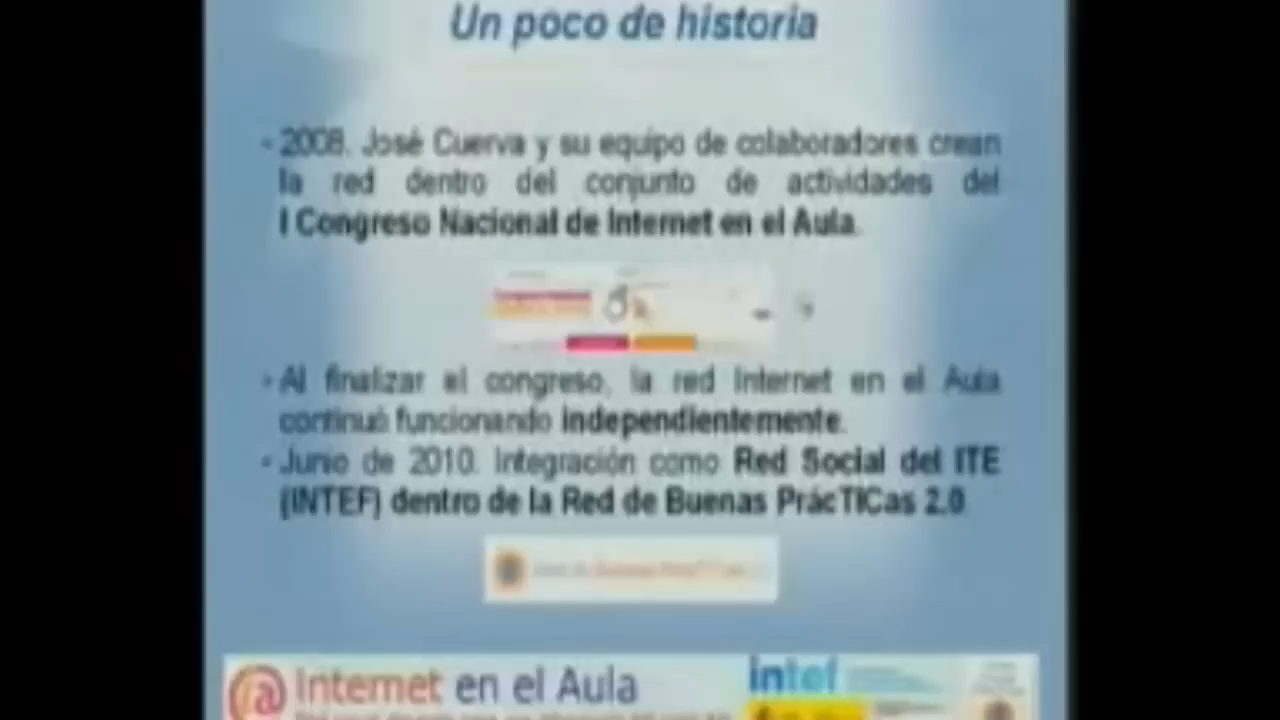 Un poco de historia
- 2008. José Cuerva y su equipo de colaboradores crean
la red dentro del conjunto de actividades del
I Congreso Nacional de Internet en el Aula.
- Al finalizar el congreso, la red Internet en el Aula
continuó funcionando independientemente.
- Junio de 2010. Integración como Red Social del ITE
(INTEF) dentro de la Red de Buenas PrácTICas 2.0.
@ Internet en el Aula
intef